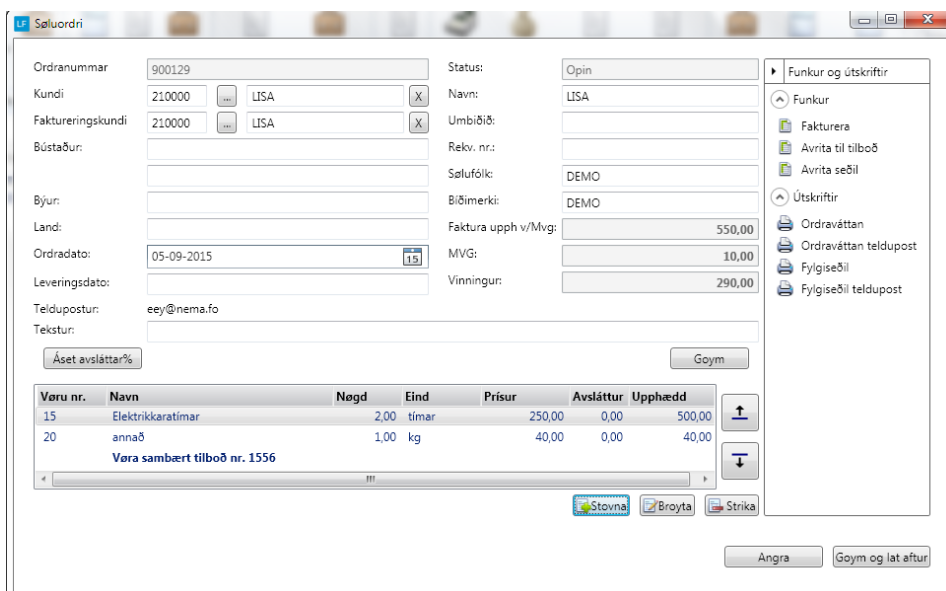 LF Søluordri
Ordranummar 900129 Status: Opin
Kundi 210000 ... LISA X Navn: LISA
Faktureringskundi 210000 ... LISA X Umbiðið:
Bústaður: Rekv. nr.:
Sølufólk: DEMO
Býur: Bíðimerki: DEMO
Land: Faktura upph v/Mvg: 550,00
Ordradato: 05-09-2015 15 MVG: 10,00
Leveringsdato: Vinningur: 290,00
Teldupostur: eey@nema.fo
Tekstur:
Áset avsláttar% Goym
Vøru nr. Navn Nøgd Eind Prísur Avsláttur Upphædd
15 Elektrikkaratímar 2,00 tímar 250,00 0,00 500,00
20 annað 1,00 kg 40,00 0,00 40,00
Vøra sambært tilboð nr. 1556
Stovna Broyta Strika
Funkur og útskriftir
Funkur
Fakturera
Avrita til tilboð
Avrita seðil
Útskriftir
Ordraváttan
Ordraváttan teldupost
Fylgiseðil
Fylgiseðil teldupost
Angra Goym og lat aftur